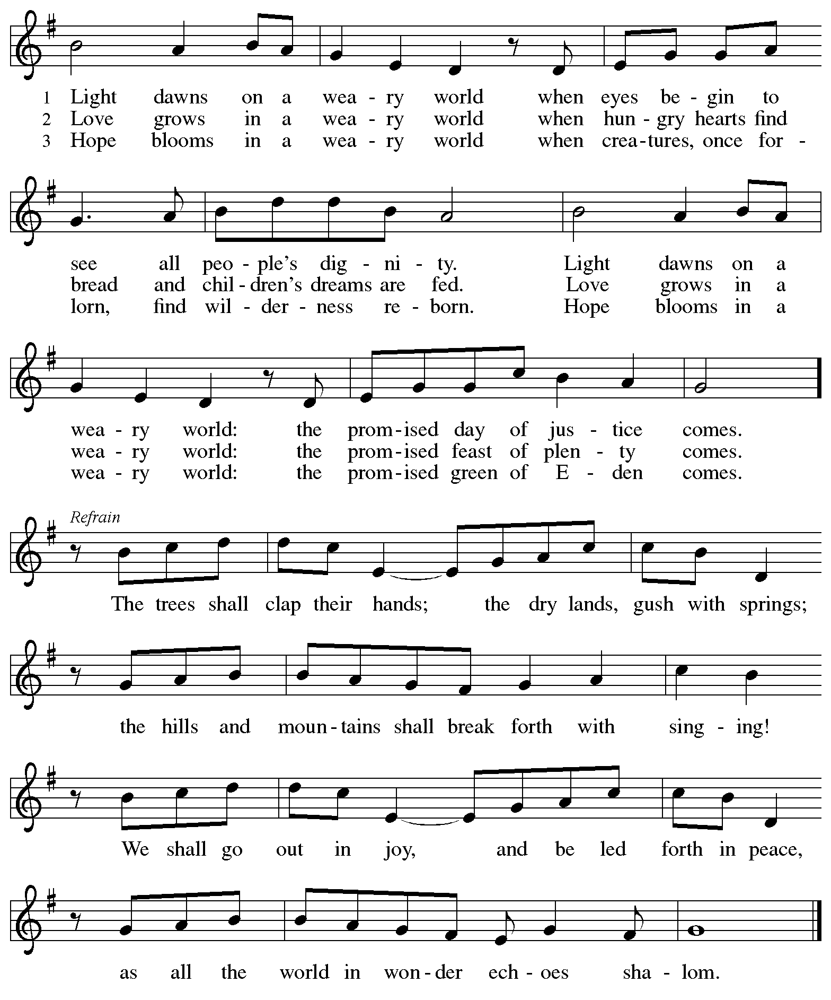 1 Light dawns on a wea - ry world when eyes be - gin to
2 Love grows in a wea - ry world when hun - gry hearts find
3 Hope blooms in a wea - ry world when crea - tures, once for -
see all peo - ple's dig - ni - ty. Light dawns on a
bread and chil - dren's dreams are fed. Love grows in a
lorn, find wil - der - ness re - born. Hope blooms in a
wea - ry world: the prom - ised day of jus - tice comes.
wea - ry world: the prom - ised feast of plen - ty comes.
wea - ry world: the prom - ised green of E - den comes.
Refrain
The trees shall clap their hands; the dry lands, gush with springs;
the hills and moun - tains shall break forth with sing - ing!
We shall go out in joy, and be led forth in peace,
as all the world in won - der ech - oes sha - lom.